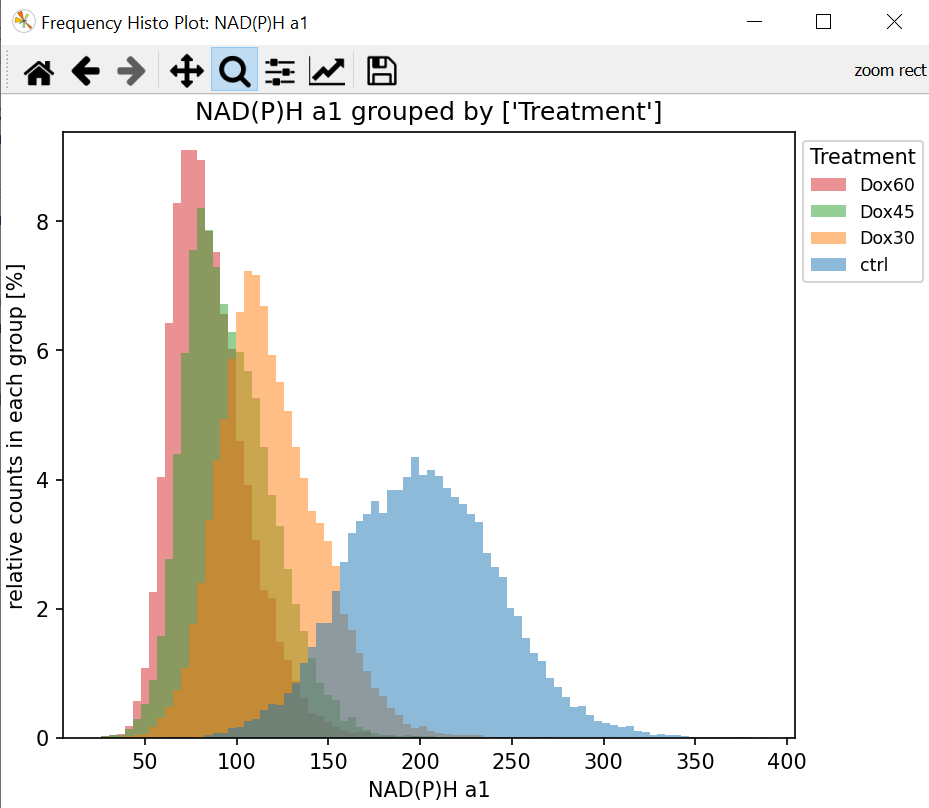 Frequency Histo Plot: NAD(P)H a1
zoom rect
NAD(P)H a1 grouped by ['Treatment']
Treatment
Dox60
Dox45
Dox30
ctrl
relative counts in each group [%]
8
6
4
2
0
50 100 150 200 250 300 350 400
NAD(P)H a1